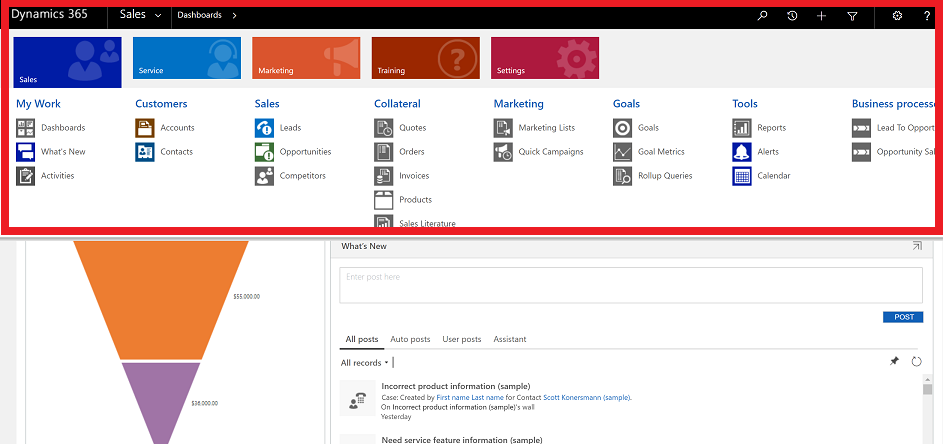 Dynamics 365 Sales Dashboards ?
Sales Service Marketing Training Settings
My Work
Dashboards
What's New
Activities
Customers
Accounts
Contacts
Sales
Leads
Opportunities
Competitors
Collateral
Quotes
Orders
Invoices
Products
Sales Literature
Marketing
Marketing Lists
Quick Campaigns
Goals
Goals
Goal Metrics
Rollup Queries
Tools
Reports
Alerts
Calendar
Business processe
Lead To Opport
Opportunity Sal
$55,000.00
$36,000.00
What's New
Enter post here
POST
All posts Auto posts User posts Assistant
All records
Incorrect product information (sample)
Case: Created by First name Last name for Contact Scott Konersmann (sample).
On Incorrect product information (sample)'s wall
Yesterday
Need service feature information (sample)